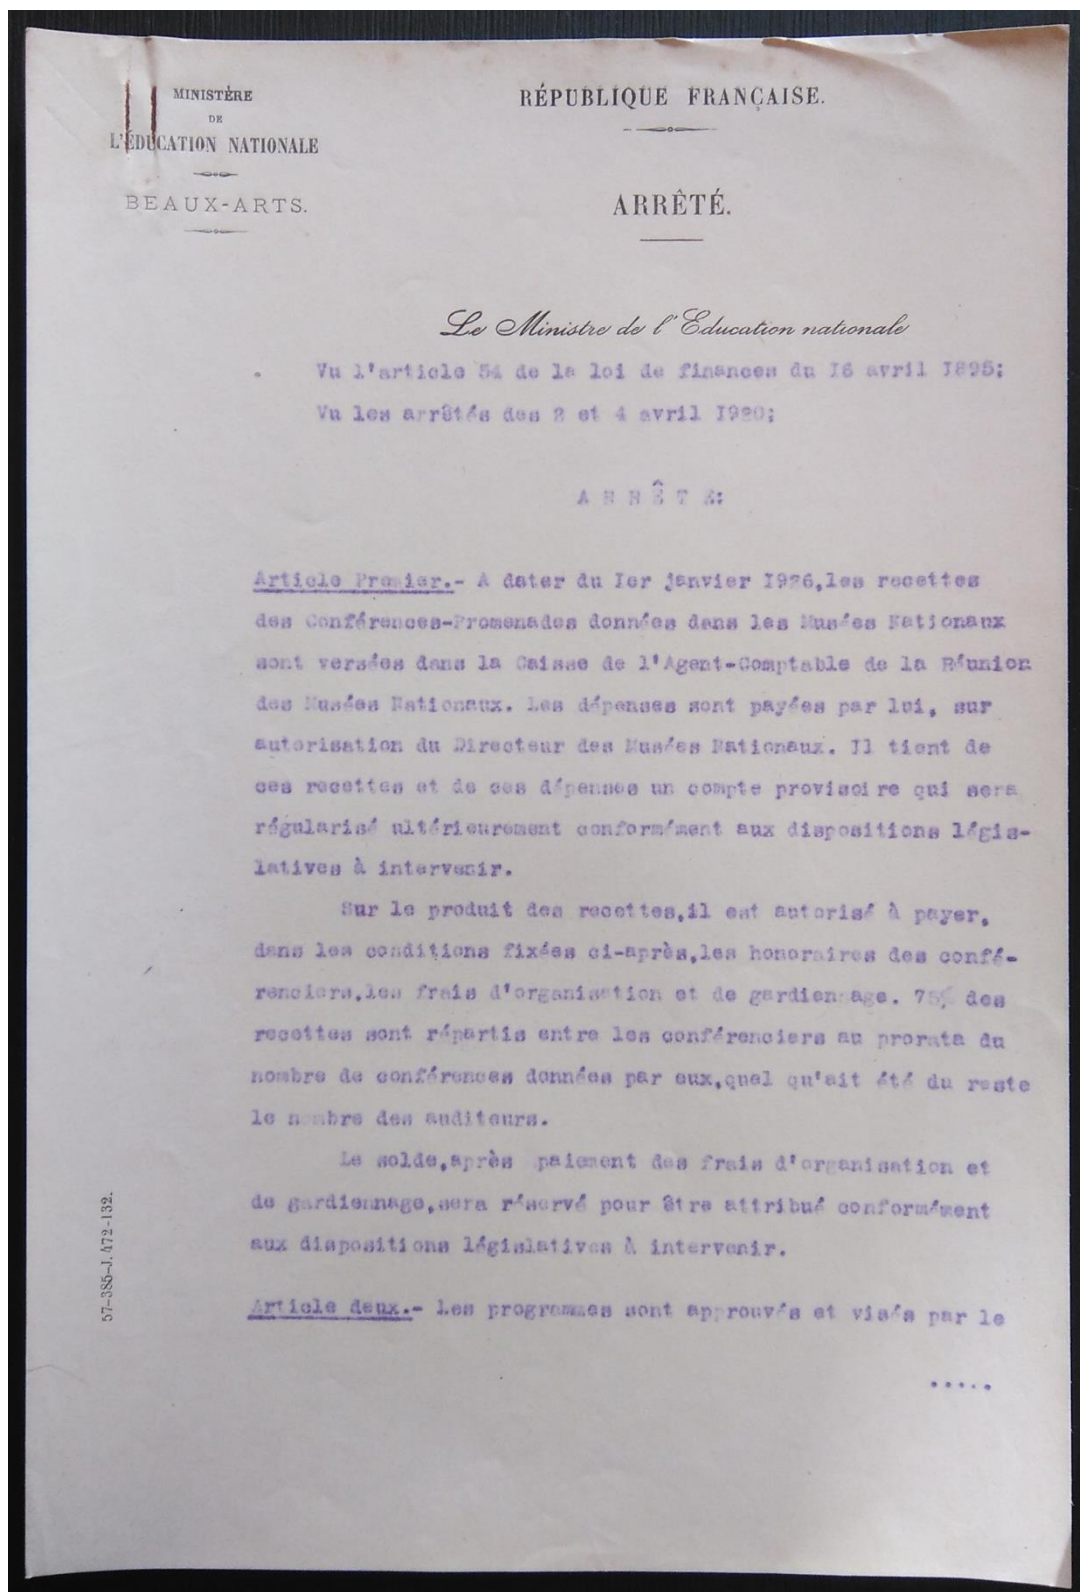 MINISTÈRE
DE
L'ÉDUCATION NATIONALE
BEAUX-ARTS.
RÉPUBLIQUE FRANÇAISE.
ARRÊTÉ.
Le Ministre de l'Education nationale
Vu l'article 54 de la loi de finances du I6 avril I895;
Vu les arrêtés des 2 et 4 avril I920;
A R R Ê T E:
Article Premier.- A dater du Ier janvier I926,les recettes
des Conférences-Promenades données dans les Musées Nationaux
sont versées dans la Caisse de l'Agent-Comptable de la Réunion
des Musées Nationaux. Les dépenses sont payées par lui, sur
autorisation du Directeur des Musées Nationaux. Il tient de
ces recettes et de ces dépenses un compte provisoire qui sera
régularisé ultérieurement conformément aux dispositions légis-
latives à intervenir.
Sur le produit des recettes,il est autorisé à payer,
dans les conditions fixées ci-après,les honoraires des confé-
renciers,les frais d'organisation et de gardiennage. 75% des
recettes sont répartis entre les conférenciers au prorata du
nombre de conférences données par eux,quel qu'ait été du reste
le nombre des auditeurs.
Le solde,après paiement des frais d'organisation et
de gardiennage,sera réservé pour être attribué conformément
aux dispositions législatives à intervenir.
Article deux.- Les programmes sont approuvés et visés par le
.....
57-385-J. 472-132.